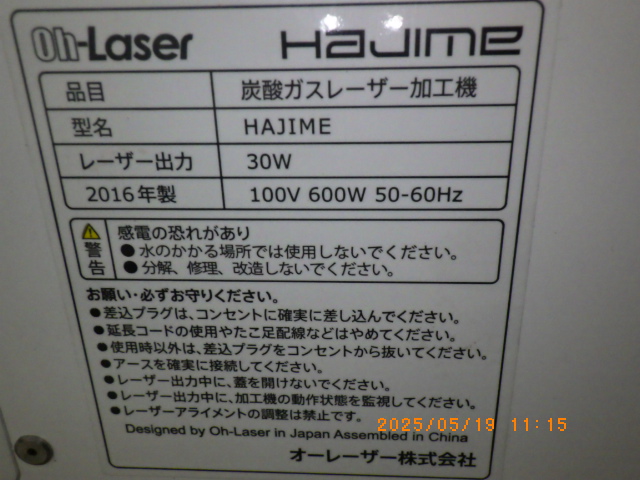 Oh-Laser HAJIME
品目 炭酸ガスレーザー加工機
型名 HAJIME
レーザー出力 30W
2016年製 100V 600W 50-60Hz
警告
感電の恐れがあり
●水のかかる場所では使用しないでください。
●分解、修理、改造しないでください。
お願い・必ずお守りください。
●差込プラグは、コンセントに確実に差し込んでください。
●延長コードの使用やたこ足配線などはやめてください。
●使用時以外は、差込プラグをコンセントから抜いてください。
●アースを確実に接続してください。
●レーザー出力中に、蓋を開けないでください。
●レーザー出力中に、加工機の動作状態を監視してください。
●レーザーアライメントの調整は禁止です。
2025/05/19 11:15
Designed by Oh-Laser in Japan Assembled in China
オーレーザー株式会社